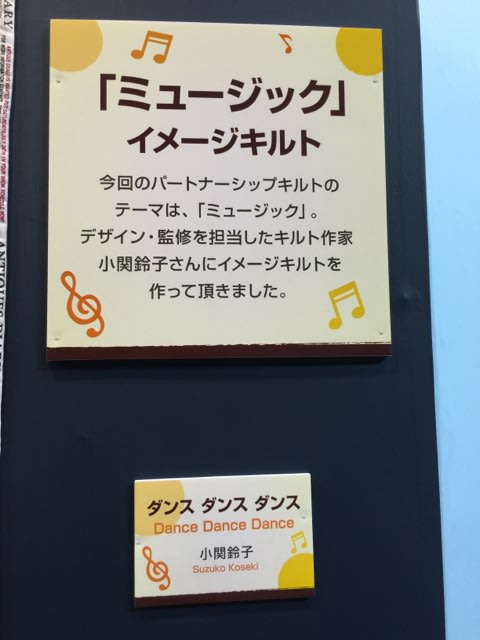 「ミュージック」
イメージキルト
今回のパートナーシップキルトの
テーマは、「ミュージック」。
デザイン・監修を担当したキルト作家
小関鈴子さんにイメージキルトを
作って頂きました。
ダンス ダンス ダンス
Dance Dance Dance
小関鈴子
Suzuko Koseki